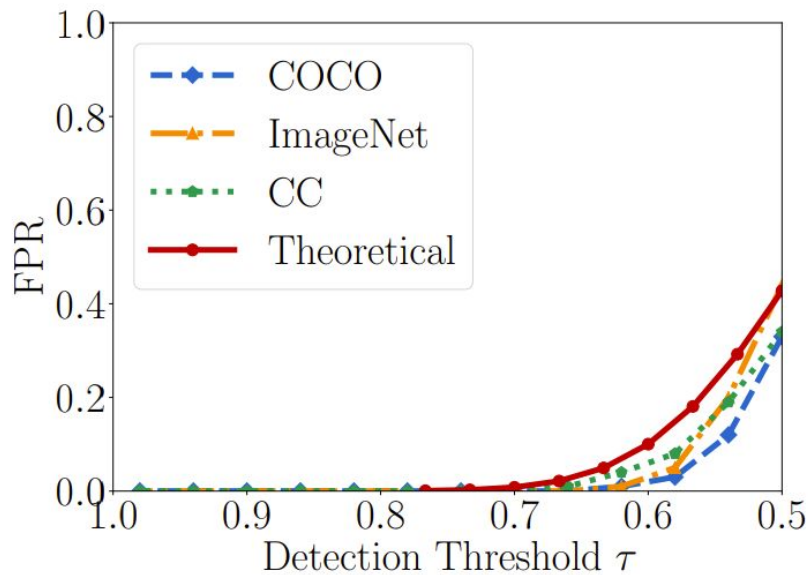 1.0
0.8
0.6
0.4
0.2
0.0
FPR
COCO
ImageNet
CC
Theoretical
1.0 0.9 0.8 0.7 0.6 0.5
Detection Threshold τ